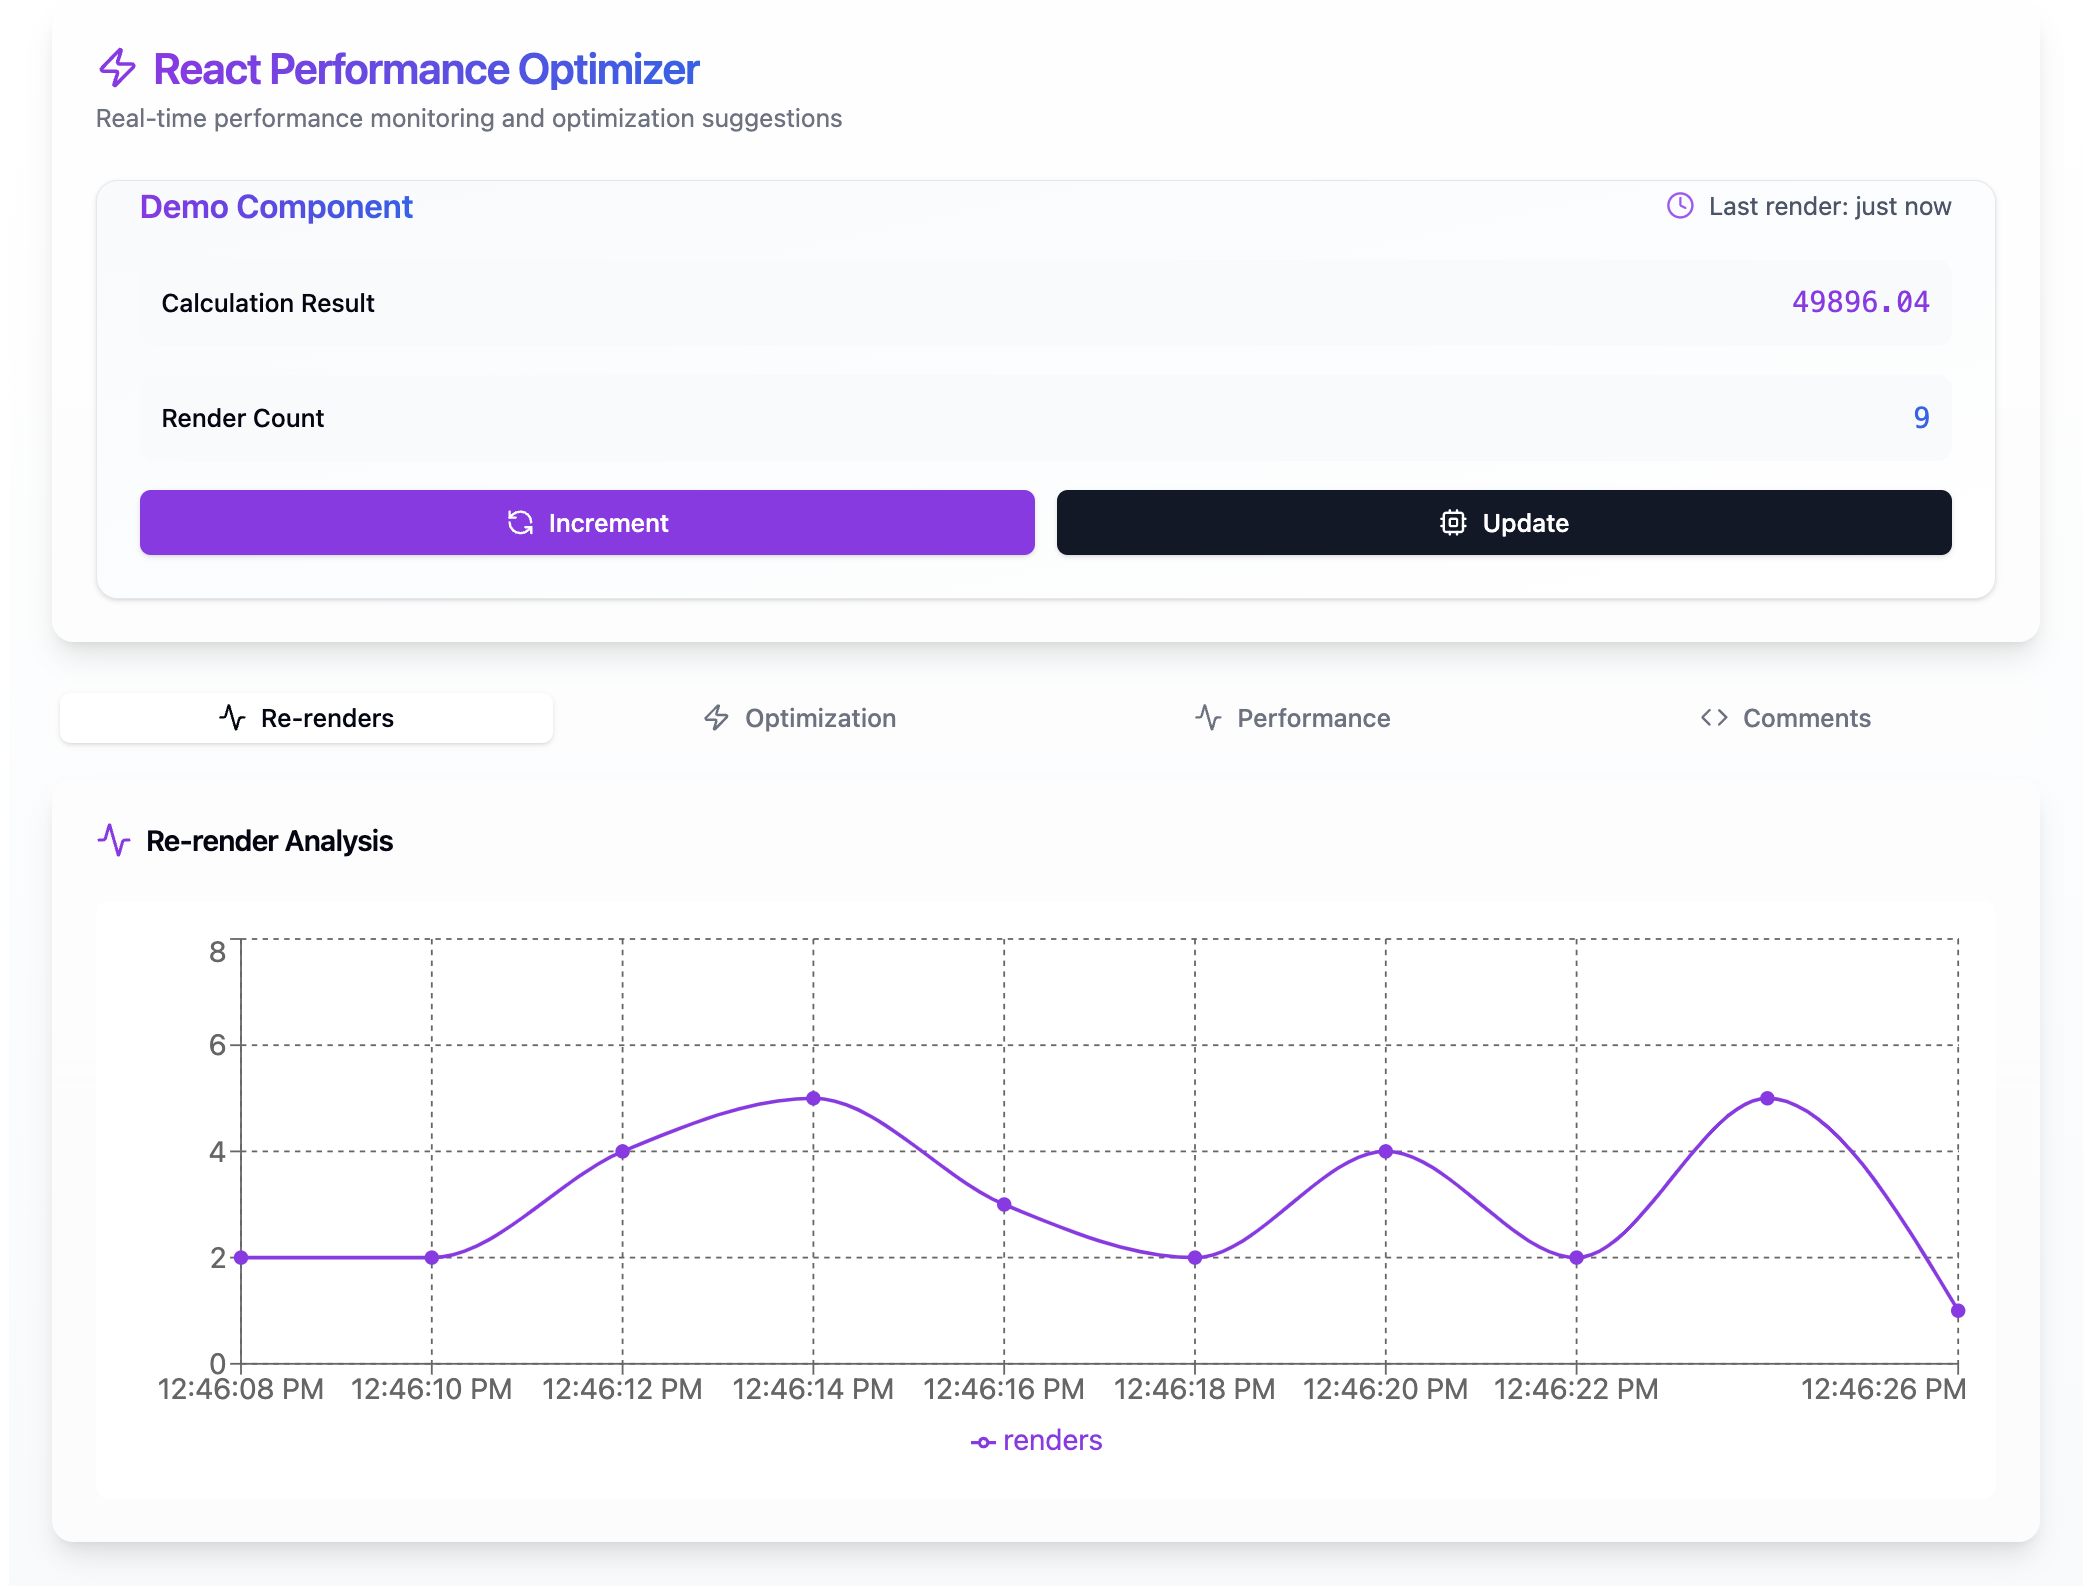 React Performance Optimizer
Real-time performance monitoring and optimization suggestions
Demo Component
Last render: just now
Calculation Result
49896.04
Render Count
9
Increment
Update
Re-renders
Optimization
Performance
Comments
Re-render Analysis
8
6
4
2
0
12:46:08 PM 12:46:10 PM 12:46:12 PM 12:46:14 PM 12:46:16 PM 12:46:18 PM 12:46:20 PM 12:46:22 PM 12:46:26 PM
renders